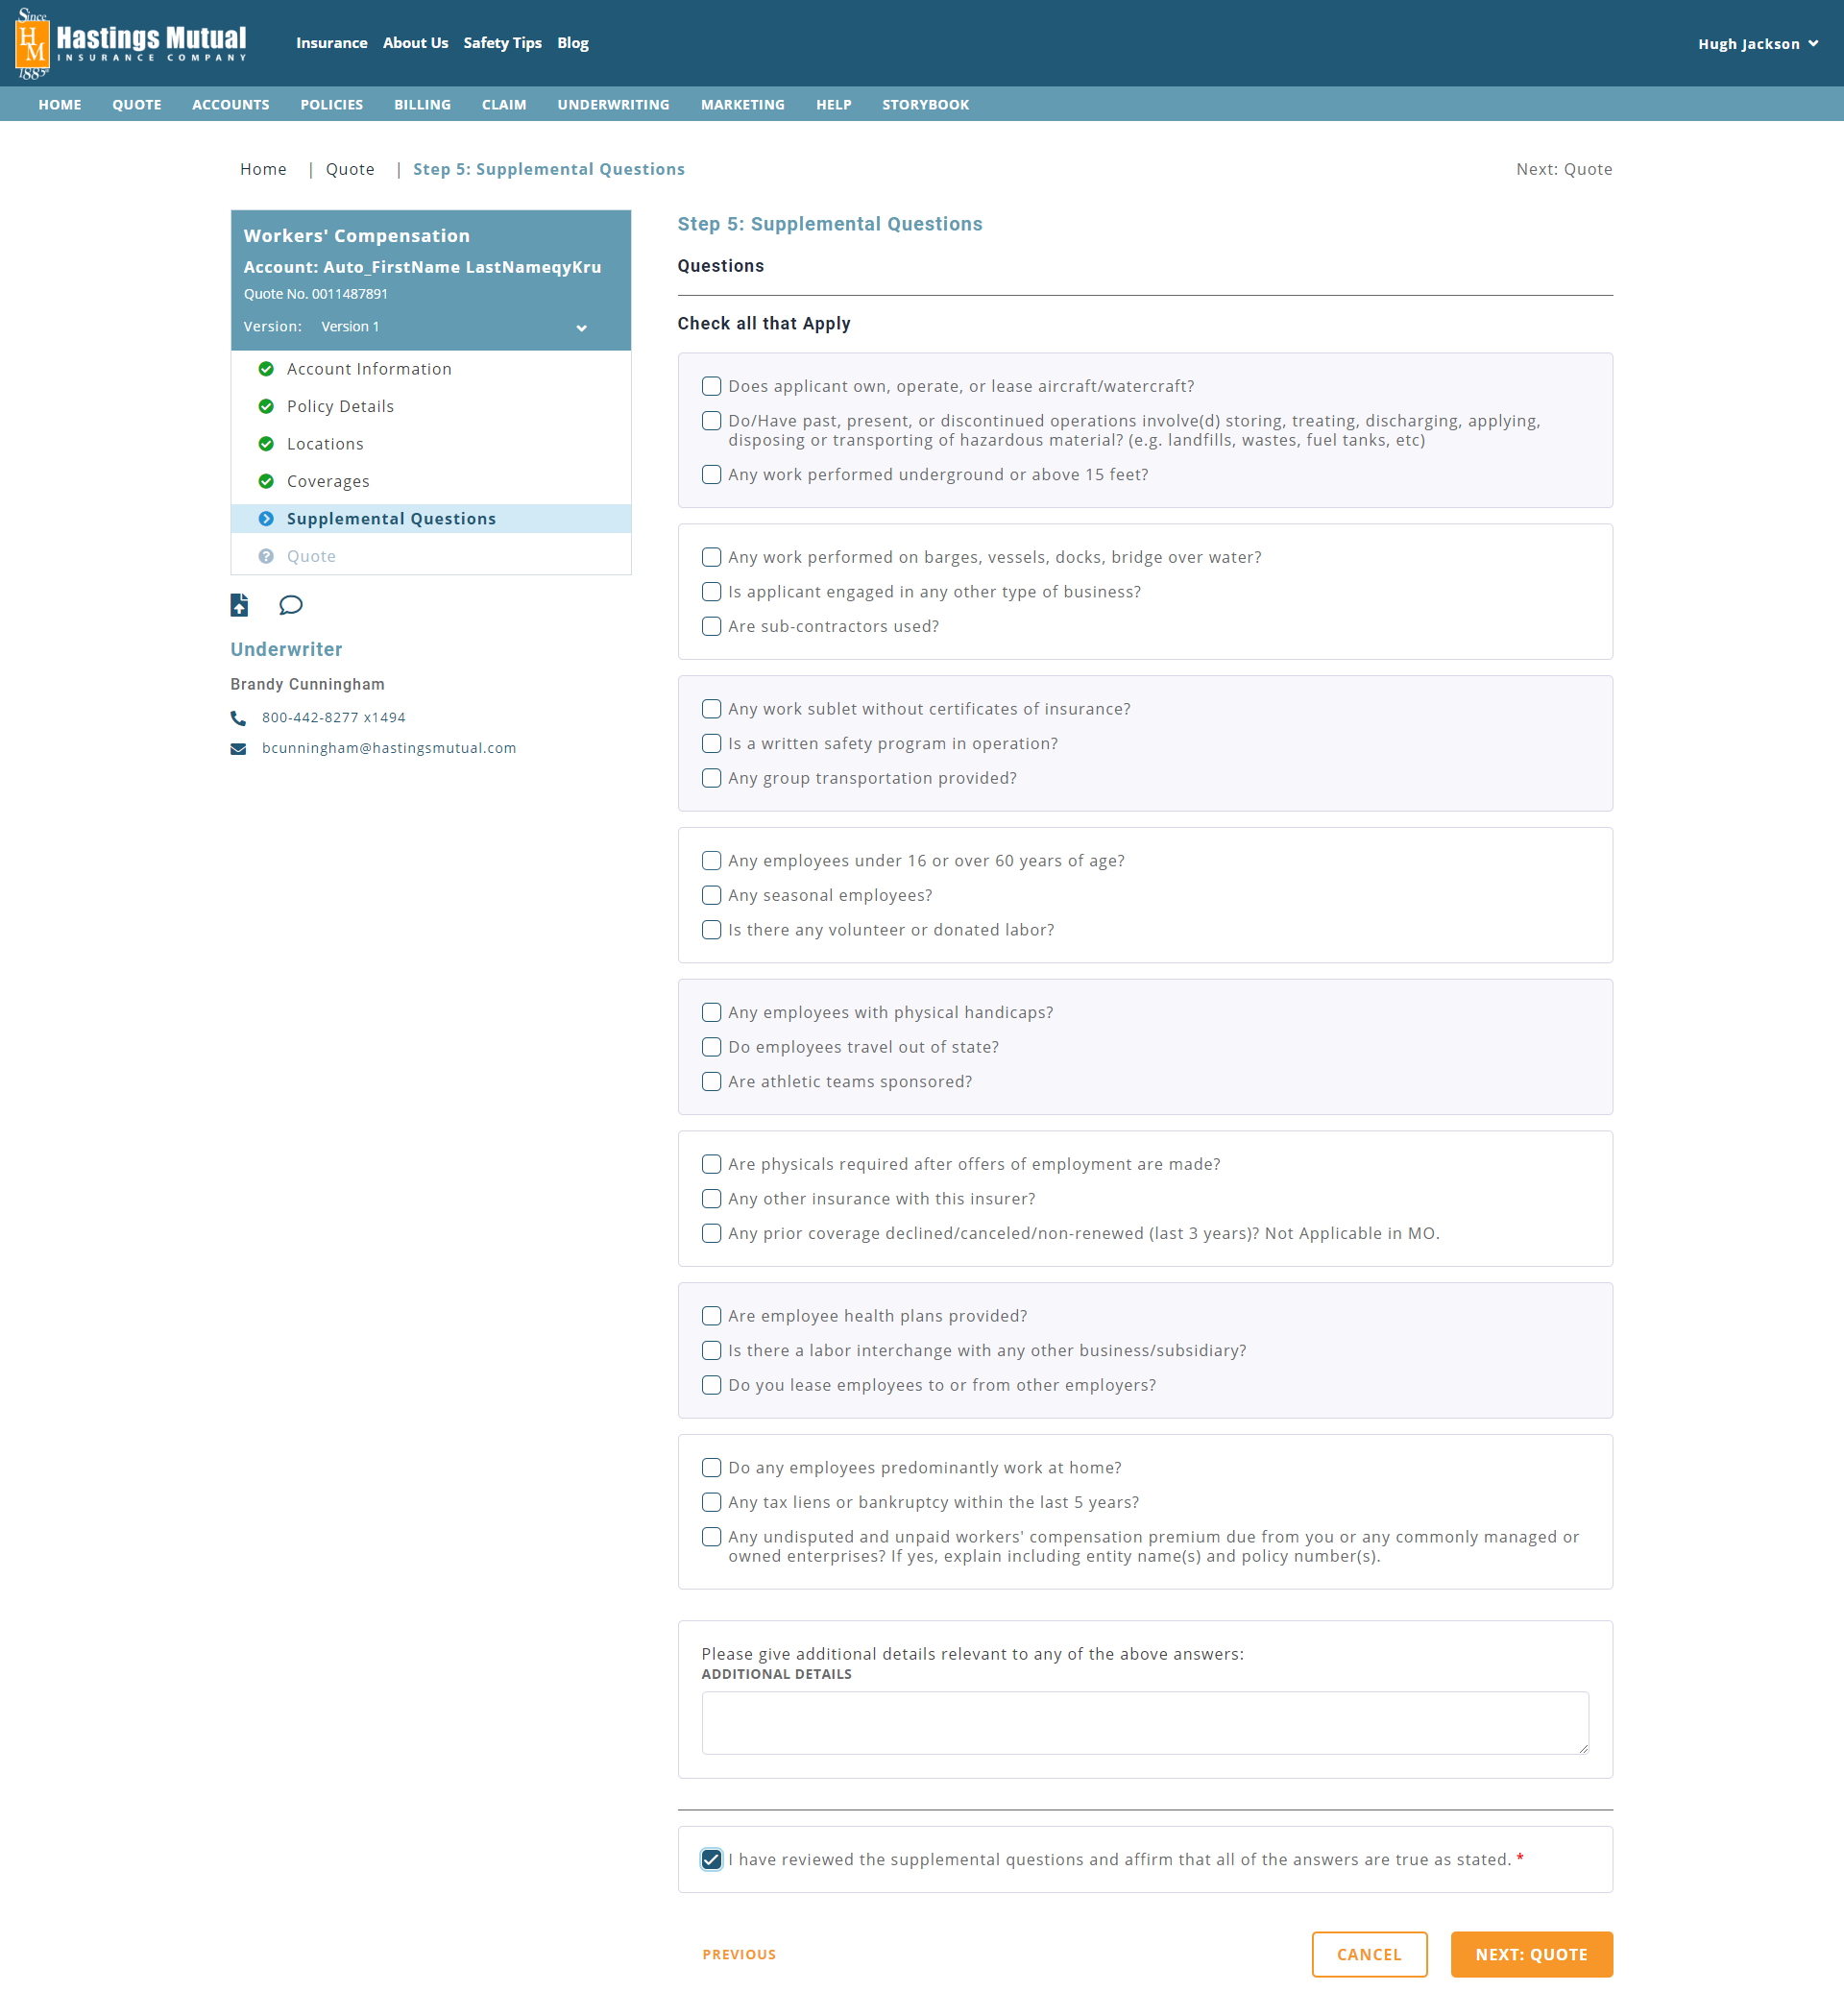 Since
HM
1885
Hastings Mutual
INSURANCE COMPANY
Insurance About Us Safety Tips Blog
Hugh Jackson
HOME QUOTE ACCOUNTS POLICIES BILLING CLAIM UNDERWRITING MARKETING HELP STORYBOOK
Home | Quote | Step 5: Supplemental Questions
Next: Quote
Workers' Compensation
Account: Auto_FirstName LastNameqyKru
Quote No. 0011487891
Version: Version 1
Account Information
Policy Details
Locations
Coverages
Supplemental Questions
Quote
Underwriter
Brandy Cunningham
800-442-8277 x1494
bcunningham@hastingsmutual.com
Step 5: Supplemental Questions
Questions
Check all that Apply
Does applicant own, operate, or lease aircraft/watercraft?
Do/Have past, present, or discontinued operations involve(d) storing, treating, discharging, applying,
disposing or transporting of hazardous material? (e.g. landfills, wastes, fuel tanks, etc)
Any work performed underground or above 15 feet?
Any work performed on barges, vessels, docks, bridge over water?
Is applicant engaged in any other type of business?
Are sub-contractors used?
Any work sublet without certificates of insurance?
Is a written safety program in operation?
Any group transportation provided?
Any employees under 16 or over 60 years of age?
Any seasonal employees?
Is there any volunteer or donated labor?
Any employees with physical handicaps?
Do employees travel out of state?
Are athletic teams sponsored?
Are physicals required after offers of employment are made?
Any other insurance with this insurer?
Any prior coverage declined/canceled/non-renewed (last 3 years)? Not Applicable in MO.
Are employee health plans provided?
Is there a labor interchange with any other business/subsidiary?
Do you lease employees to or from other employers?
Do any employees predominantly work at home?
Any tax liens or bankruptcy within the last 5 years?
Any undisputed and unpaid workers' compensation premium due from you or any commonly managed or
owned enterprises? If yes, explain including entity name(s) and policy number(s).
Please give additional details relevant to any of the above answers:
ADDITIONAL DETAILS
I have reviewed the supplemental questions and affirm that all of the answers are true as stated. *
PREVIOUS
CANCEL
NEXT: QUOTE